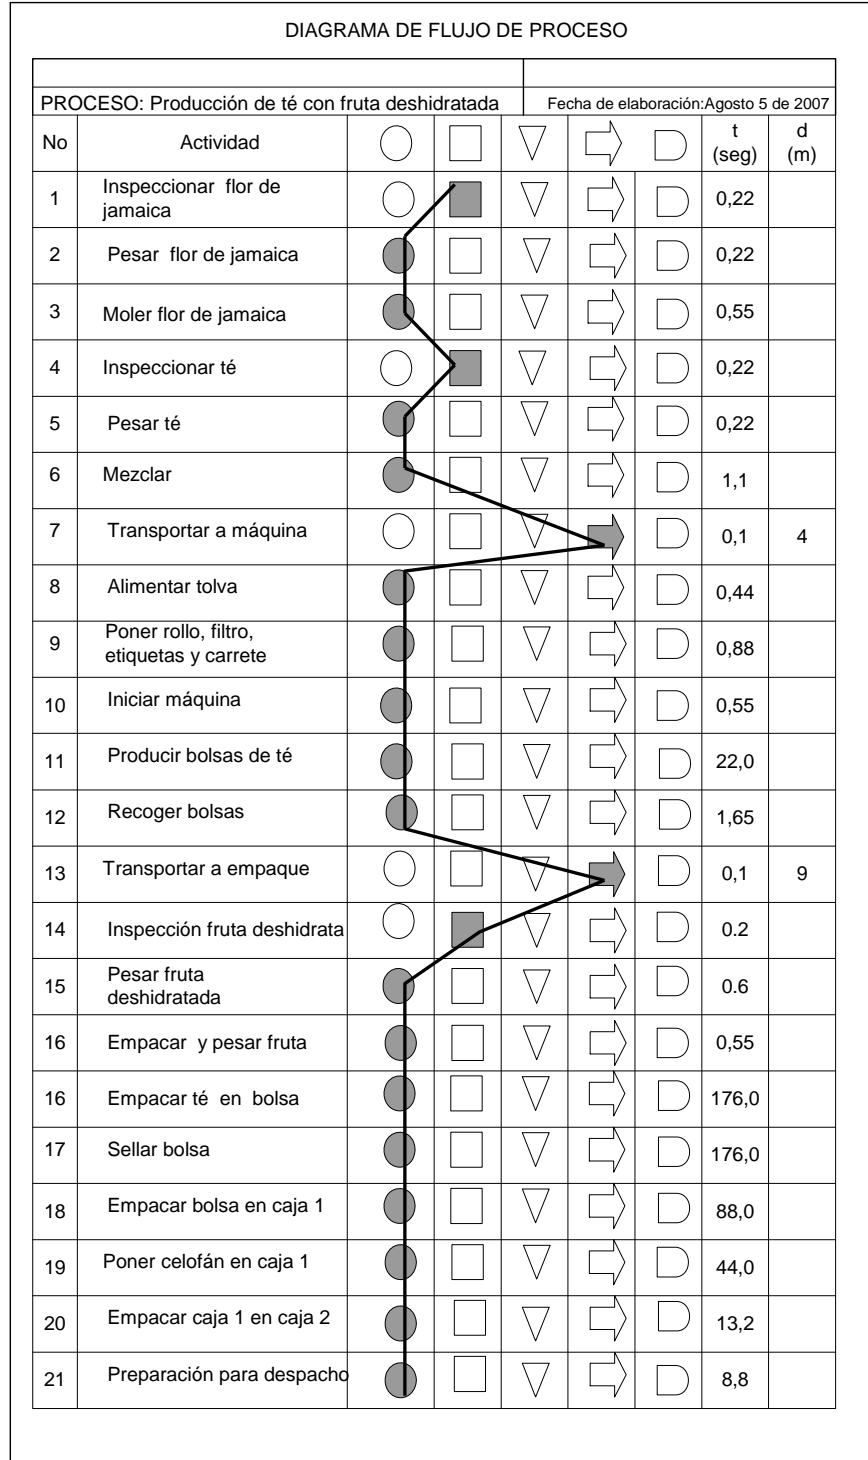 DIAGRAMA DE FLUJO DE PROCESO
PROCESO: Producción de té con fruta deshidratada Fecha de elaboración:Agosto 5 de 2007
No Actividad t (seg) d (m)
1 Inspeccionar flor de jamaica 0,22
2 Pesar flor de jamaica 0,22
3 Moler flor de jamaica 0,55
4 Inspeccionar té 0,22
5 Pesar té 0,22
6 Mezclar 1,1
7 Transportar a máquina 0,1 4
8 Alimentar tolva 0,44
9 Poner rollo, filtro, etiquetas y carrete 0,88
10 Iniciar máquina 0,55
11 Producir bolsas de té 22,0
12 Recoger bolsas 1,65
13 Transportar a empaque 0,1 9
14 Inspección fruta deshidrata 0.2
15 Pesar fruta deshidratada 0.6
16 Empacar y pesar fruta 0,55
16 Empacar té en bolsa 176,0
17 Sellar bolsa 176,0
18 Empacar bolsa en caja 1 88,0
19 Poner celofán en caja 1 44,0
20 Empacar caja 1 en caja 2 13,2
21 Preparación para despacho 8,8